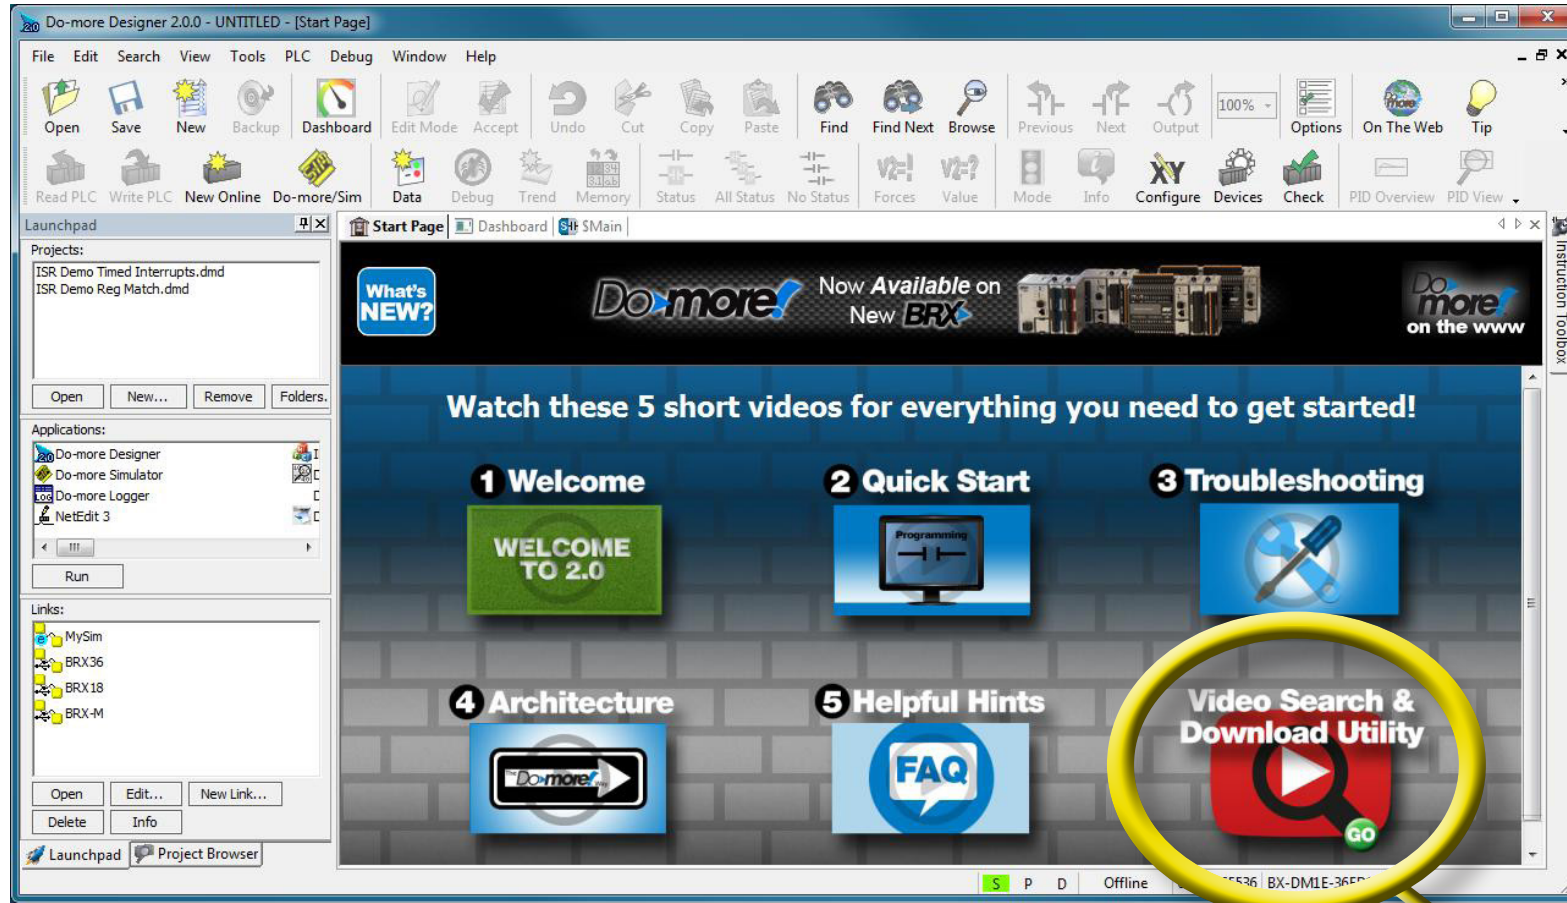 Do-more Designer 2.0.0 - UNTITLED - [Start Page]
File Edit Search View Tools PLC Debug Window Help
Open Save New Backup Dashboard Edit Mode Accept Undo Cut Copy Paste Find Find Next Browse Previous Next Output 100% Options On The Web Tip
Read PLC Write PLC New Online Do-more/Sim Data Debug Trend Memory Status All Status No Status Forces Value Mode Info Configure Devices Check PID Overview PID View
Launchpad
Start Page Dashboard $Main
Instruction Toolbox
Projects:
ISR Demo Timed Interrupts.dmd
ISR Demo Reg Match.dmd
Open New... Remove Folders.
Applications:
Do-more Designer
Do-more Simulator
Do-more Logger
NetEdit 3
Run
Links:
MySim
BRX36
BRX18
BRX-M
Open Edit... New Link...
Delete Info
Launchpad Project Browser
What's
NEW?
Do-more!
Now Available on
New BRX
Do-more!
on the www
Watch these 5 short videos for everything you need to get started!
1 Welcome
WELCOME
TO 2.0
2 Quick Start
Programming
3 Troubleshooting
4 Architecture
The Do-more! Way
5 Helpful Hints
FAQ
Video Search &
Download Utility
GO
S P D Offline